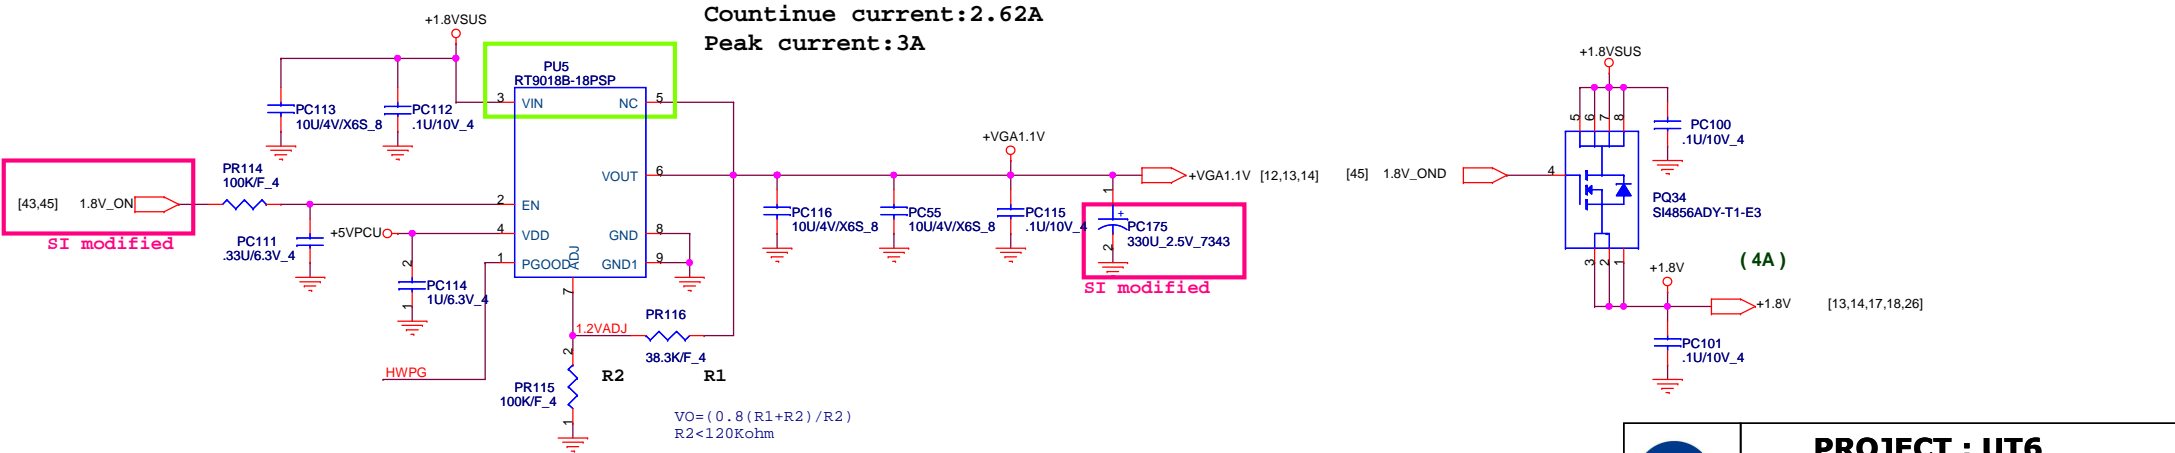 Countinue current:2.62A
Peak current:3A
+1.8VSUS
PU5
RT9018B-18PSP
3
VIN
NC
5
PC113
10U/4V/X6S_8
PC112
.1U/10V_4
+VGA1.1V
VOUT
6
+VGA1.1V [12,13,14]
PR114
100K/F_4
[43,45] 1.8V_ON
2
EN
SI modified
PC111
.33U/6.3V_4
+5VPCU
4
VDD
GND
8
1
PGOOD
ADJ
GND1
9
7
2
PC114
1U/6.3V_4
1
PC116
10U/4V/X6S_8
PC55
10U/4V/X6S_8
PC115
.1U/10V_4
1
+
PC175
330U_2.5V_7343
2
SI modified
1.2VADJ
PR116
38.3K/F_4
R1
HWPG
2
PR115
100K/F_4
R2
1
VO=(0.8(R1+R2)/R2)
R2<120Kohm
+1.8VSUS
5
6
7
8
PC100
.1U/10V_4
[45] 1.8V_OND
4
PQ34
SI4856ADY-T1-E3
3
2
1
(4A)
+1.8V
+1.8V
[13,14,17,18,26]
PC101
.1U/10V_4
PROJECT : UT6